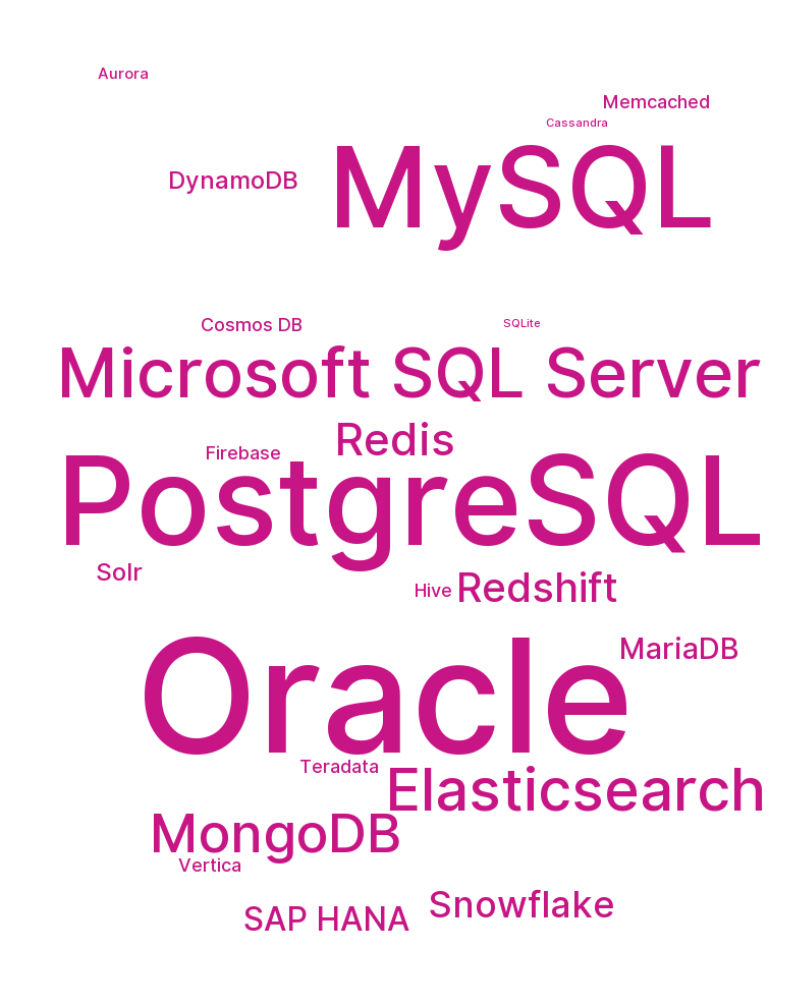 Aurora
Memcached
Cassandra
MySQL
DynamoDB
Cosmos DB
SQLite
Microsoft SQL Server
Redis
Firebase
PostgreSQL
Solr
Hive
Redshift
MariaDB
Oracle
Teradata
Elasticsearch
MongoDB
Vertica
Snowflake
SAP HANA